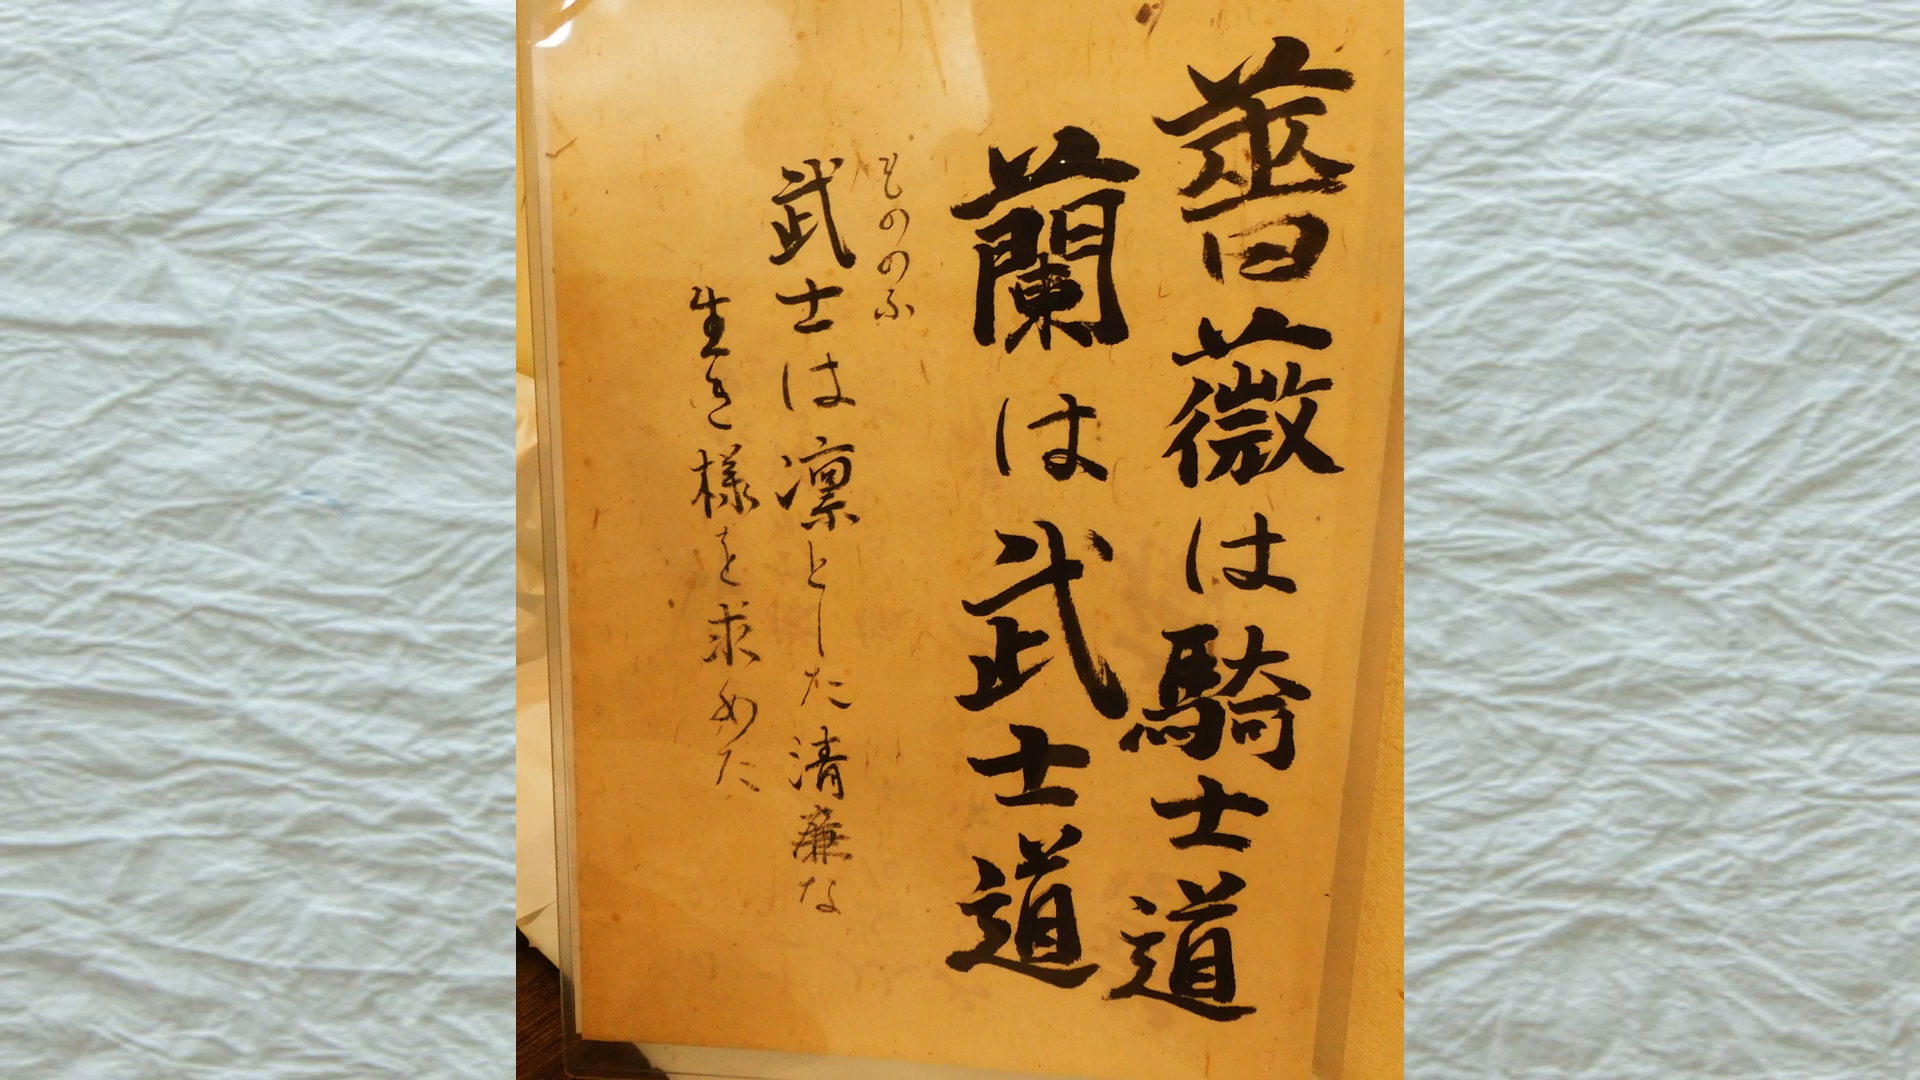 薔薇は騎士道
蘭は武士道
もののふ
武士は凛とした清廉な
生き様を求めた